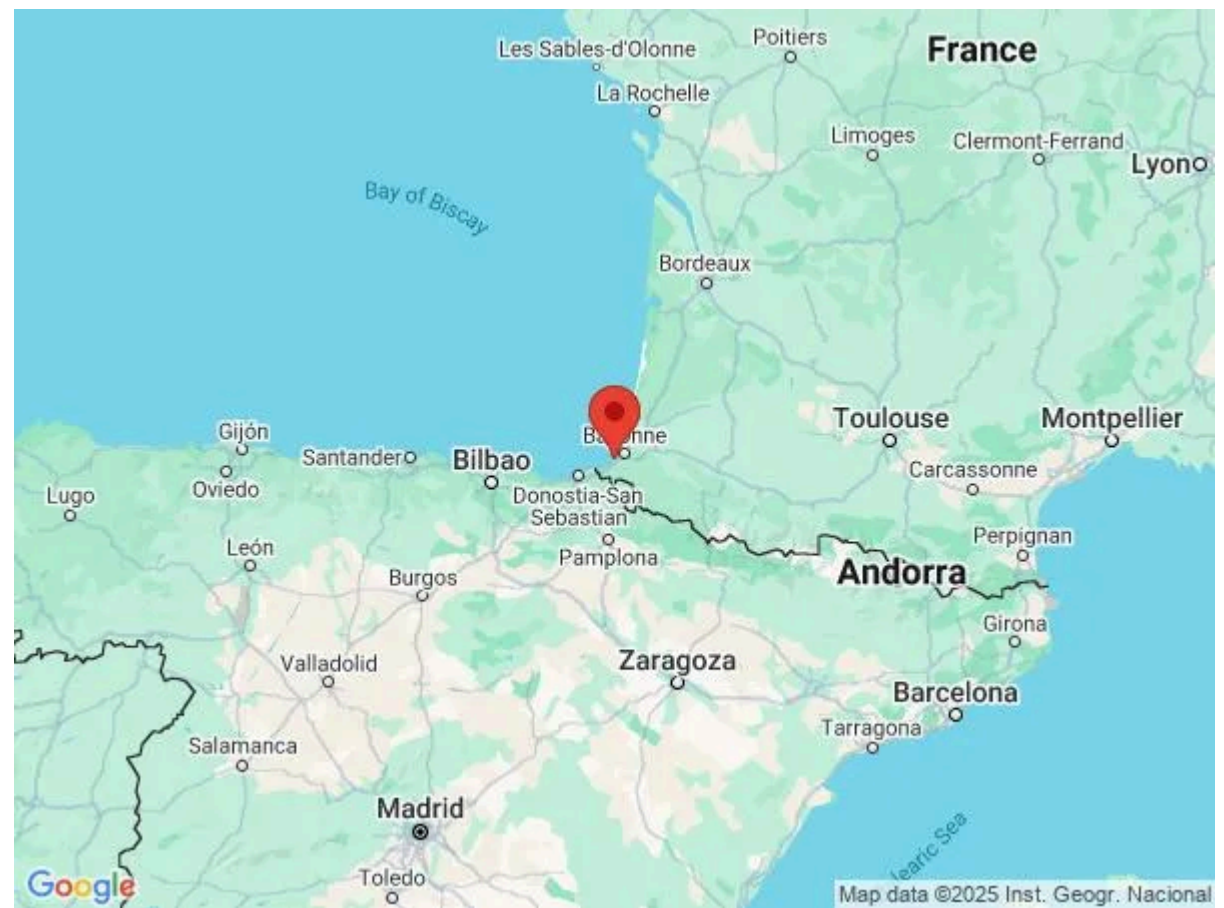 Les Sables-d'Olonne
Poitiers
France
La Rochelle
Limoges
Clermont-Ferrand
Lyon
Bay of Biscay
Bordeaux
Toulouse
Montpellier
Gijón
Santander
Bilbao
Carcassonne
Oviedo
Lugo
Donostia-San
Sebastian
Perpignan
León
Pamplona
Andorra
Burgos
Girona
Valladolid
Zaragoza
Barcelona
Tarragona
Salamanca
Madrid
Toledo
Google
Map data ©2025 Inst. Geogr. Nacional